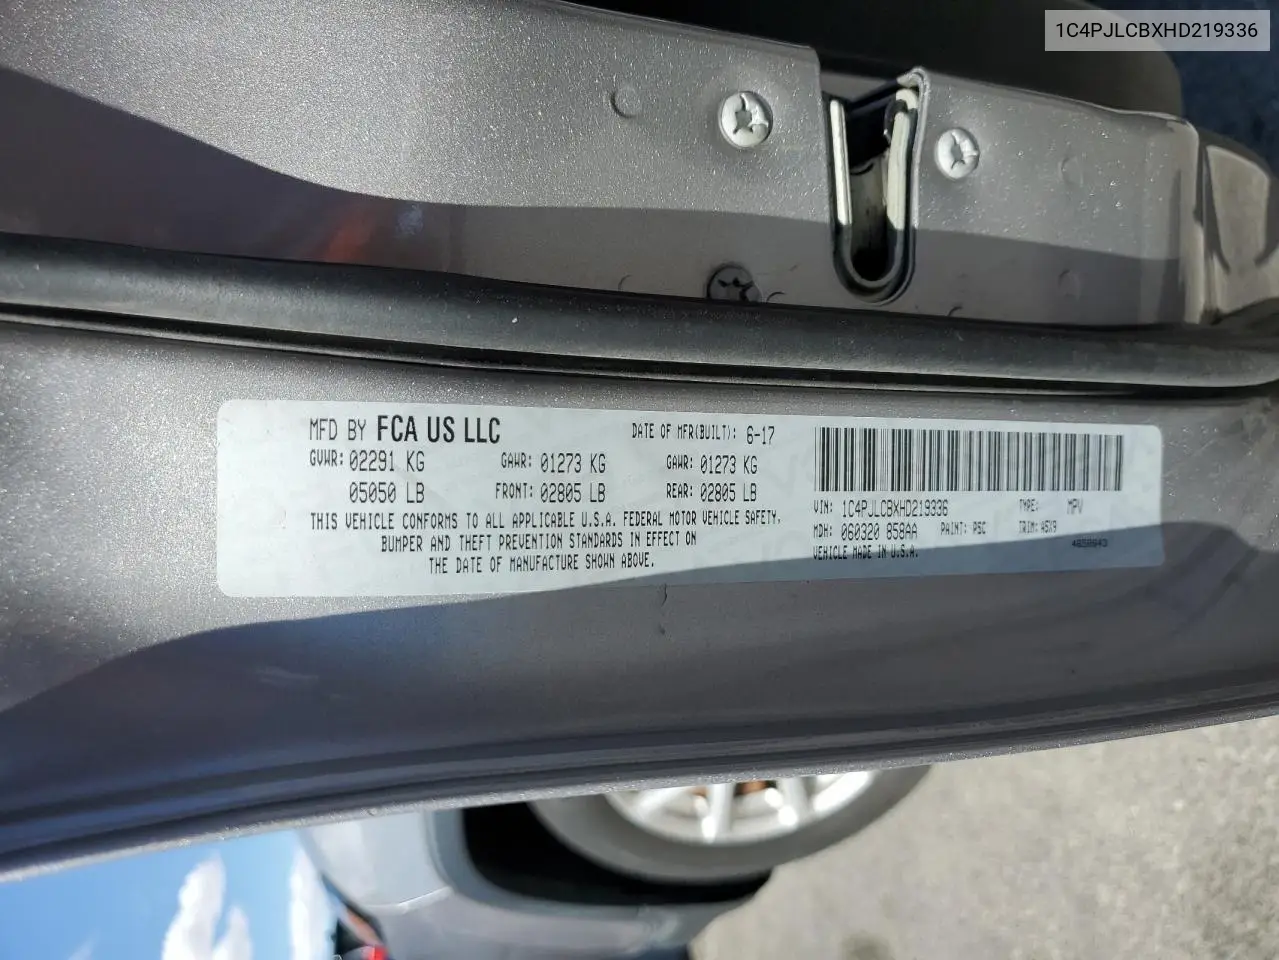 1C4PJLCBXHD219336
MFD BY FCA US LLC DATE OF MFR(BUILT): 6-17
GVWR: 02291 KG GAWR: 01273 KG GAWR: 01273 KG
05050 LB FRONT: 02805 LB REAR: 02805 LB
THIS VEHICLE CONFORMS TO ALL APPLICABLE U.S.A. FEDERAL MOTOR VEHICLE SAFETY,
BUMPER AND THEFT PREVENTION STANDARDS IN EFFECT ON
THE DATE OF MANUFACTURE SHOWN ABOVE.
VIN: 1C4PJLCBXHD219336 TYPE: MPV
MDH: 060320 858AA PAINT: PSC TRIM: A5X9
VEHICLE MADE IN U.S.A.